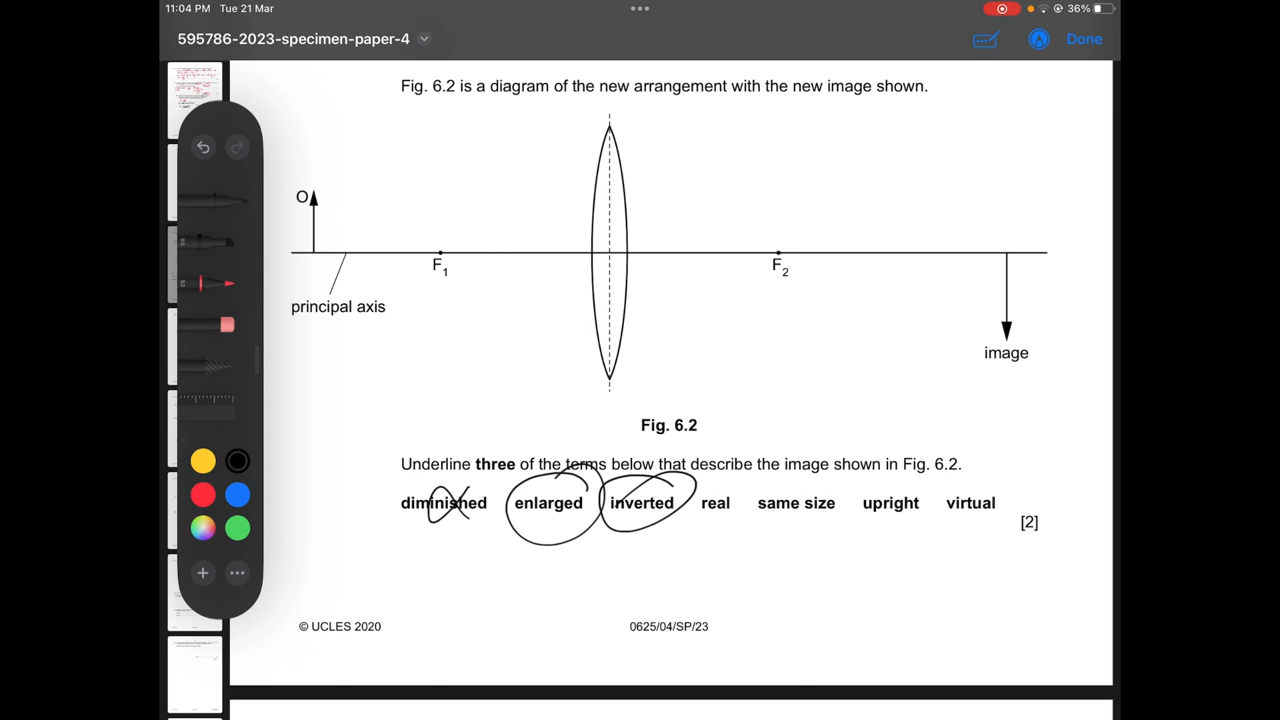 11:04 PM Tue 21 Mar
36%
595786-2023-specimen-paper-4
Done
Fig. 6.2 is a diagram of the new arrangement with the new image shown.
O
F1
F2
principal axis
image
Fig. 6.2
Underline three of the terms below that describe the image shown in Fig. 6.2.
diminished enlarged inverted real same size upright virtual
[2]
© UCLES 2020
0625/04/SP/23